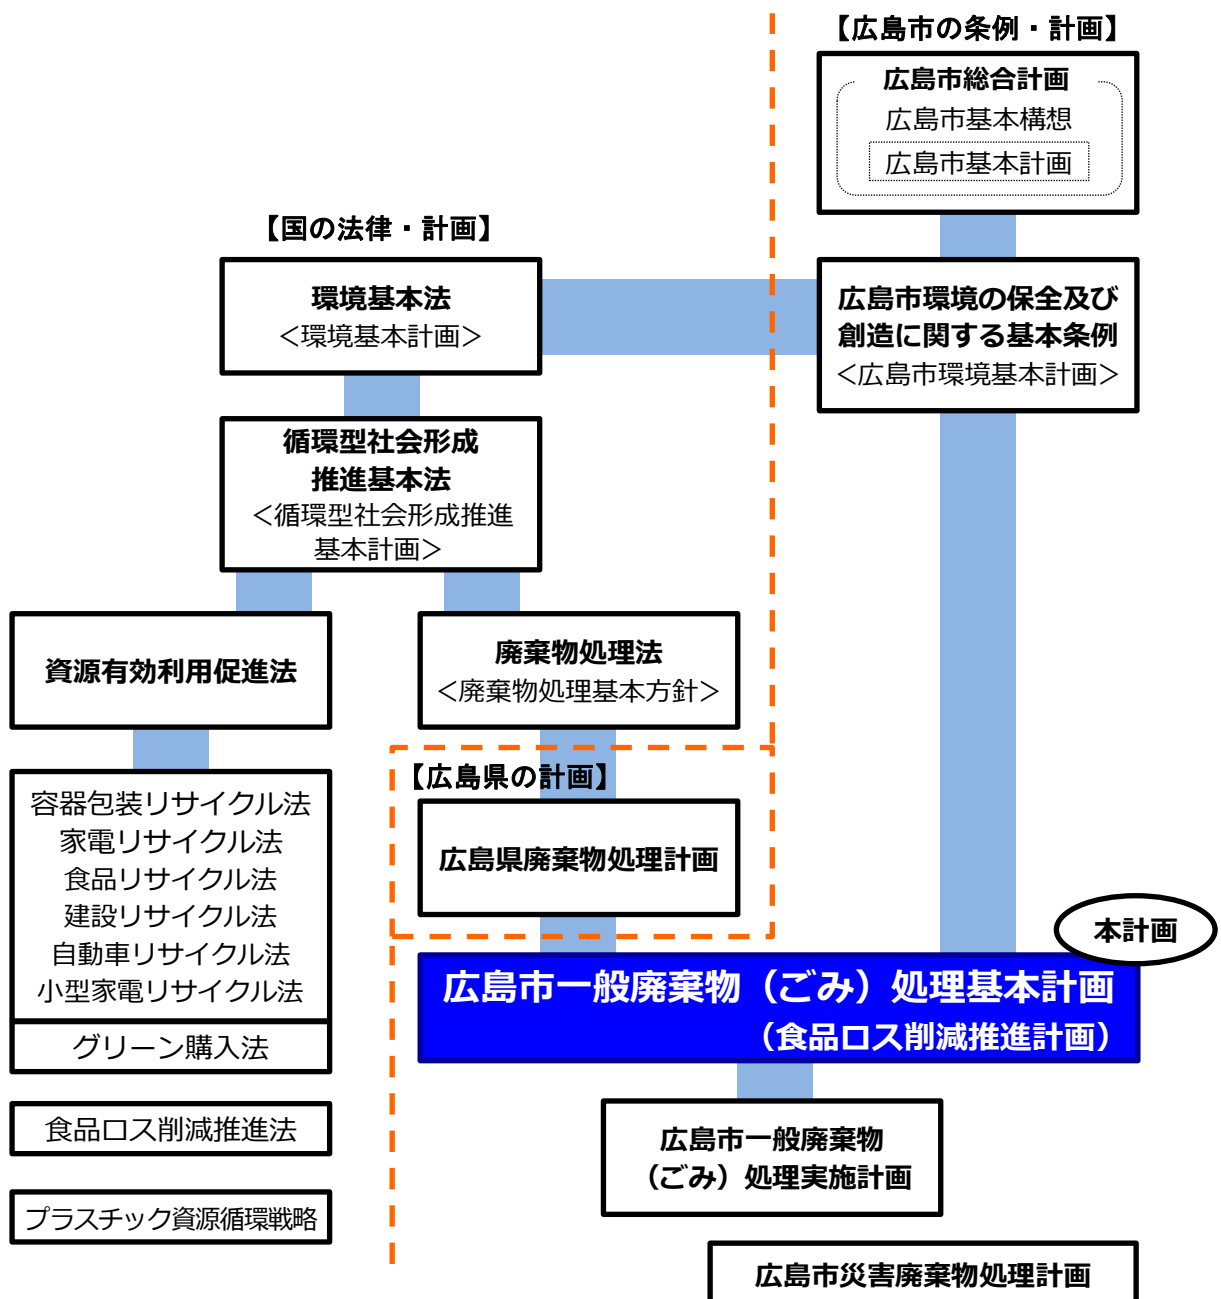 【広島市の条例・計画】
広島市総合計画
広島市基本構想
広島市基本計画
【国の法律・計画】
環境基本法
＜環境基本計画＞
広島市環境の保全及び
創造に関する基本条例
＜広島市環境基本計画＞
循環型社会形成
推進基本法
＜循環型社会形成推進
基本計画＞
資源有効利用促進法
廃棄物処理法
＜廃棄物処理基本方針＞
【広島県の計画】
広島県廃棄物処理計画
容器包装リサイクル法
家電リサイクル法
食品リサイクル法
建設リサイクル法
自動車リサイクル法
小型家電リサイクル法
グリーン購入法
食品ロス削減推進法
プラスチック資源循環戦略
本計画
広島市一般廃棄物（ごみ）処理基本計画
（食品ロス削減推進計画）
広島市一般廃棄物
（ごみ）処理実施計画
広島市災害廃棄物処理計画